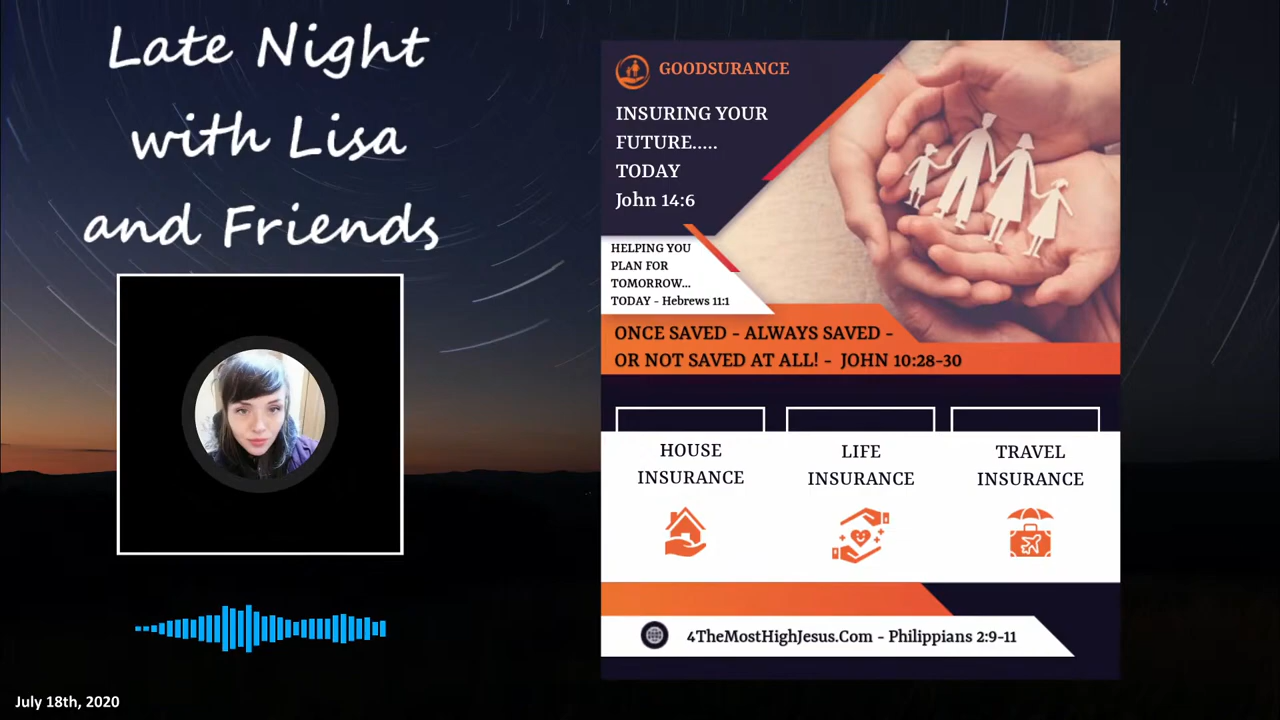 Late Night
with Lisa
and Friends
July 18th, 2020
GOODSURANCE
INSURING YOUR
FUTURE.....
TODAY
John 14:6
HELPING YOU
PLAN FOR
TOMORROW...
TODAY - Hebrews 11:1
ONCE SAVED - ALWAYS SAVED -
OR NOT SAVED AT ALL! - JOHN 10:28-30
HOUSE
INSURANCE
LIFE
INSURANCE
TRAVEL
INSURANCE
4TheMostHighJesus.Com - Philippians 2:9-11